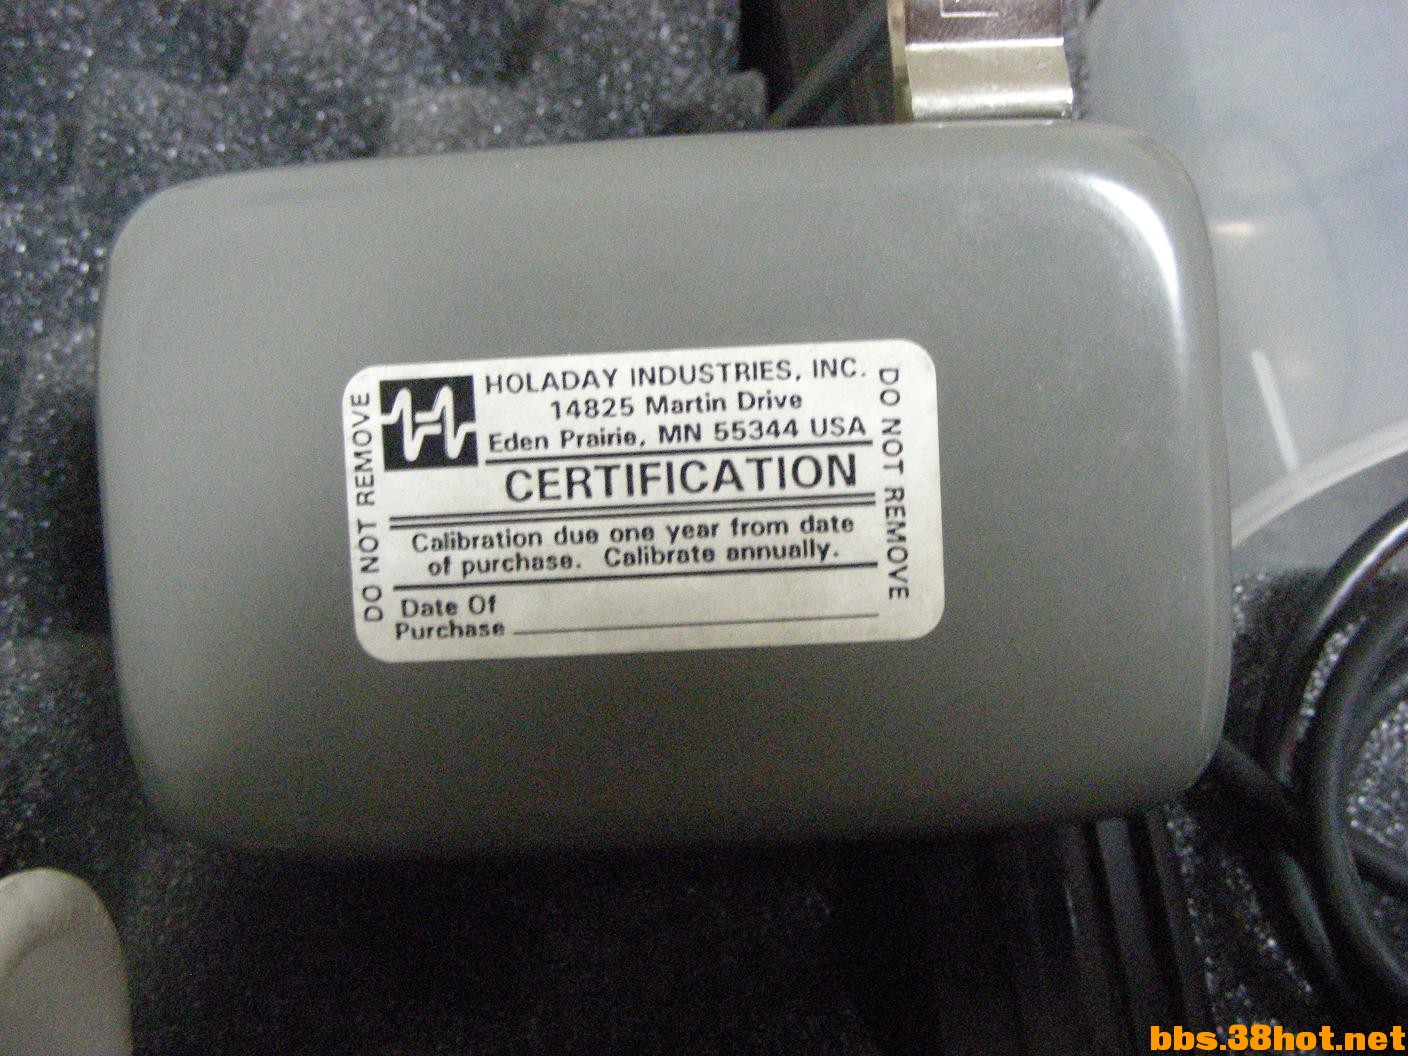 HOLADAY INDUSTRIES, INC.
14825 Martin Drive
Eden Prairie, MN 55344 USA
CERTIFICATION
Calibration due one year from date
of purchase. Calibrate annually.
Date Of
Purchase
DO NOT REMOVE
DO NOT REMOVE
bbs.38hot.net